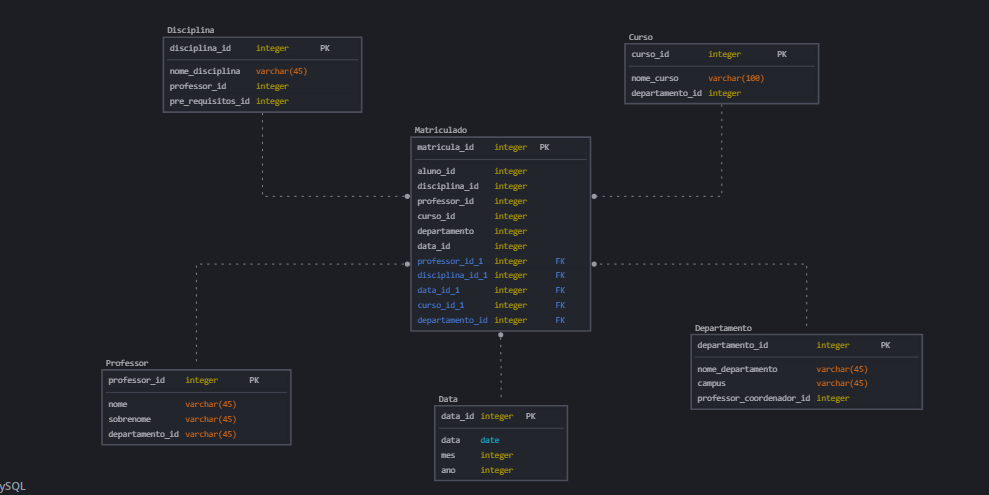 Disciplina
disciplina_id integer PK
nome_disciplina varchar(45)
professor_id integer
pre_requisitos_id integer
Curso
curso_id integer PK
nome_curso varchar(100)
departamento_id integer
Matriculado
matricula_id integer PK
aluno_id integer
disciplina_id integer
professor_id integer
curso_id integer
departamento integer
data_id integer
professor_id_1 integer FK
disciplina_id_1 integer FK
data_id_1 integer FK
curso_id_1 integer FK
departamento_id integer FK
Professor
professor_id integer PK
nome varchar(45)
sobrenome varchar(45)
departamento_id varchar(45)
Data
data_id integer PK
data date
mes integer
ano integer
Departamento
departamento_id integer PK
nome_departamento varchar(45)
campus varchar(45)
professor_coordenador_id integer
ySQL